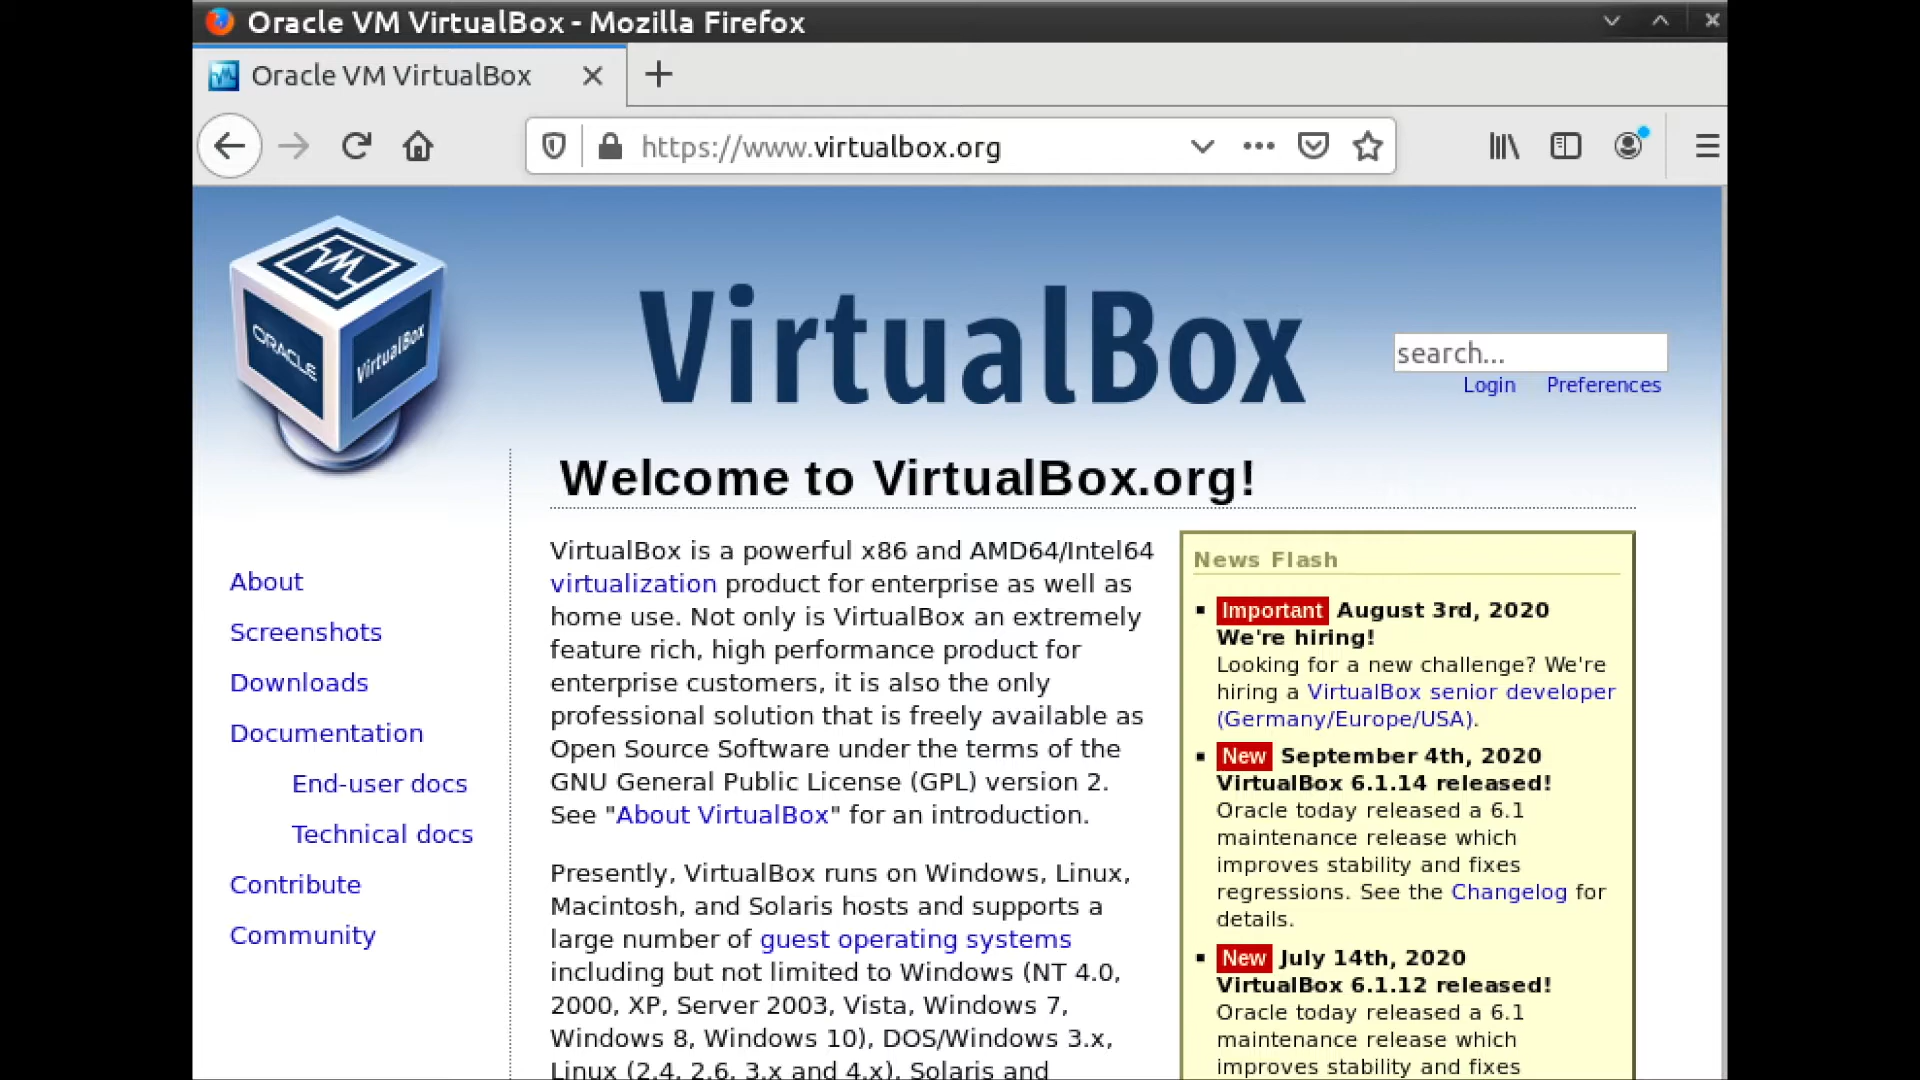 Oracle VM VirtualBox - Mozilla Firefox
Oracle VM VirtualBox
https://www.virtualbox.org
ORACLE
VirtualBox
VirtualBox
search...
Login Preferences
About
Screenshots
Downloads
Documentation
End-user docs
Technical docs
Contribute
Community
Welcome to VirtualBox.org!
VirtualBox is a powerful x86 and AMD64/Intel64
virtualization product for enterprise as well as
home use. Not only is VirtualBox an extremely
feature rich, high performance product for
enterprise customers, it is also the only
professional solution that is freely available as
Open Source Software under the terms of the
GNU General Public License (GPL) version 2.
See "About VirtualBox" for an introduction.
Presently, VirtualBox runs on Windows, Linux,
Macintosh, and Solaris hosts and supports a
large number of guest operating systems
including but not limited to Windows (NT 4.0,
2000, XP, Server 2003, Vista, Windows 7,
Windows 8, Windows 10), DOS/Windows 3.x,
Linux (2.4, 2.6, 3.x and 4.x), Solaris and
News Flash
Important August 3rd, 2020
We're hiring!
Looking for a new challenge? We're
hiring a VirtualBox senior developer
(Germany/Europe/USA).
New September 4th, 2020
VirtualBox 6.1.14 released!
Oracle today released a 6.1
maintenance release which
improves stability and fixes
regressions. See the Changelog for
details.
New July 14th, 2020
VirtualBox 6.1.12 released!
Oracle today released a 6.1
maintenance release which
improves stability and fixes